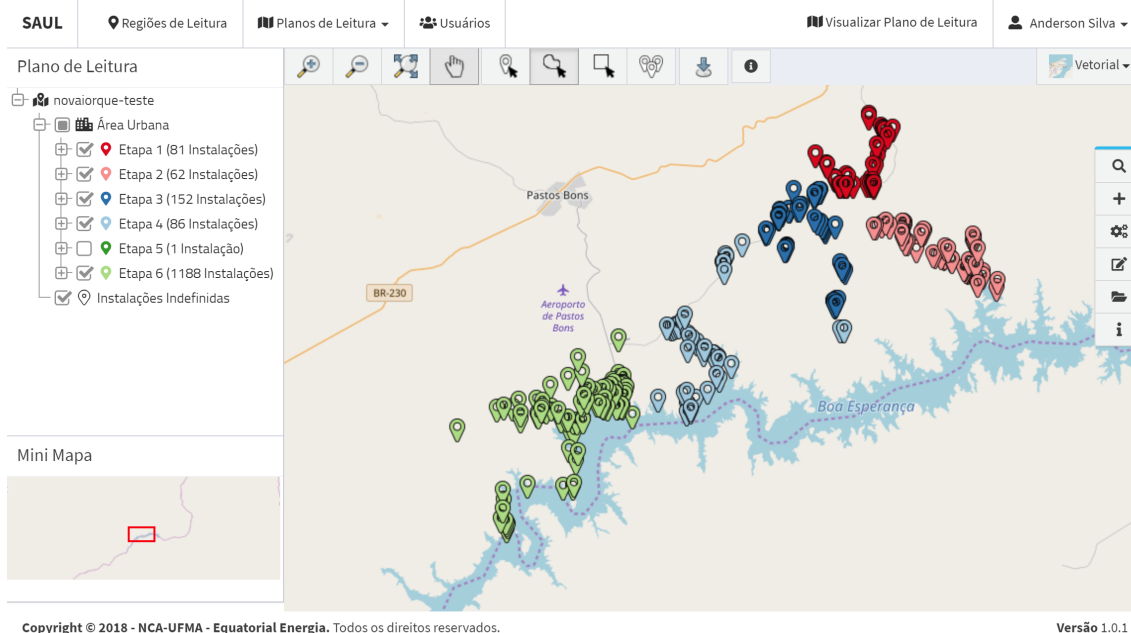 SAUL
Regiões de Leitura
Planos de Leitura
Usuários
Visualizar Plano de Leitura
Anderson Silva
Plano de Leitura
Vetorial
novaiorque-teste
Área Urbana
Etapa 1 (81 Instalações)
Etapa 2 (62 Instalações)
Etapa 3 (152 Instalações)
Etapa 4 (86 Instalações)
Etapa 5 (1 Instalação)
Etapa 6 (1188 Instalações)
Instalações Indefinidas
Pastos Bons
BR-230
Aeroporto
de Pastos
Bons
Boa Esperança
Mini Mapa
Copyright © 2018 - NCA-UFMA - Equatorial Energia. Todos os direitos reservados.
Versão 1.0.1